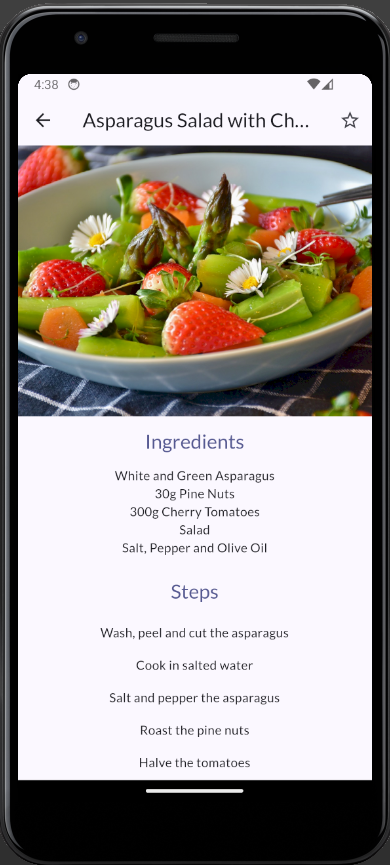 4:38
Asparagus Salad with Ch...
Ingredients
White and Green Asparagus
30g Pine Nuts
300g Cherry Tomatoes
Salad
Salt, Pepper and Olive Oil
Steps
Wash, peel and cut the asparagus
Cook in salted water
Salt and pepper the asparagus
Roast the pine nuts
Halve the tomatoes